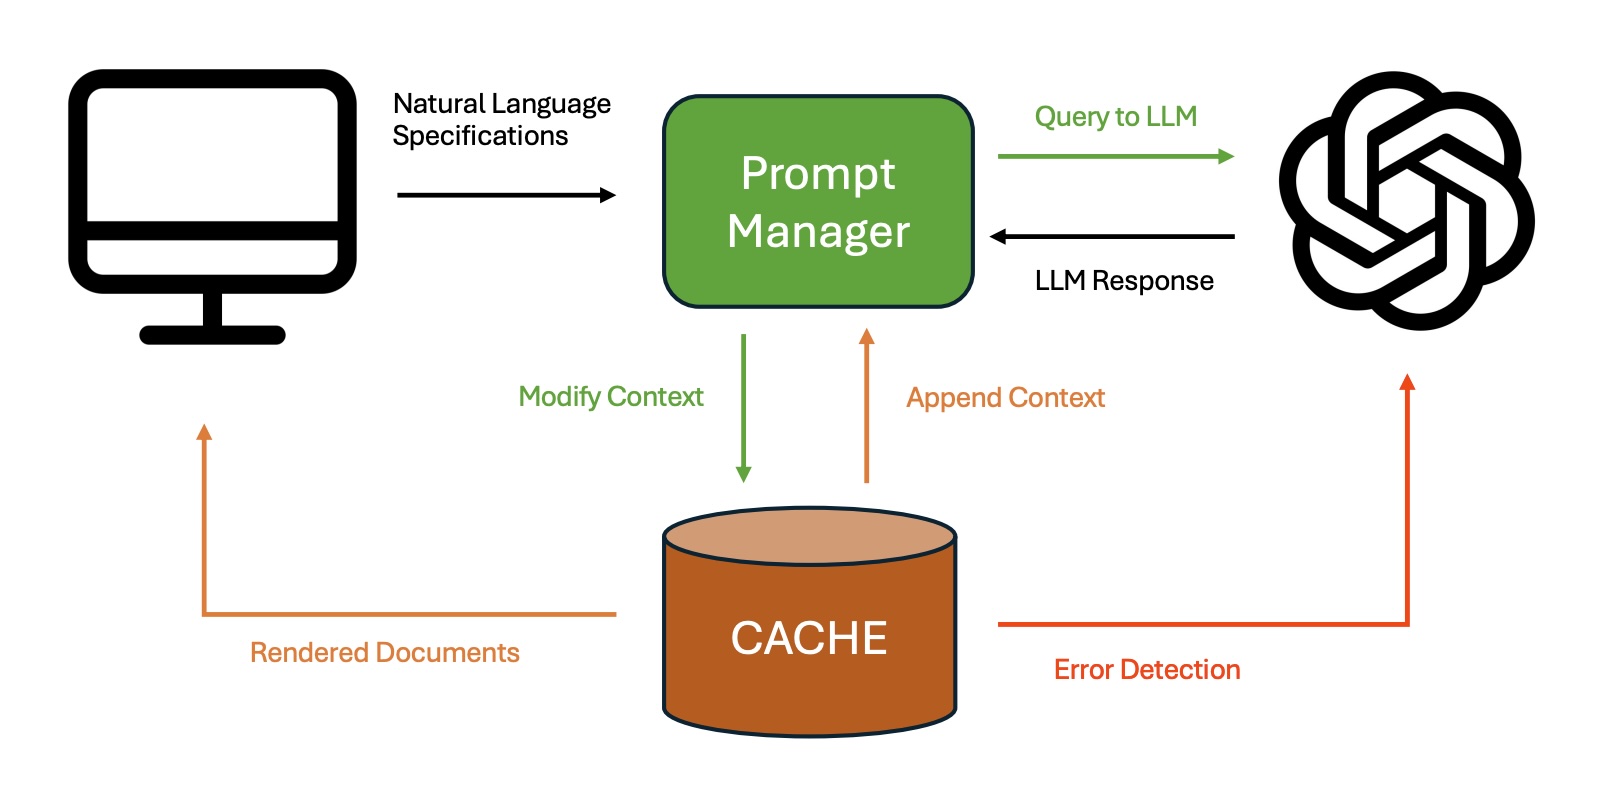 Natural Language
Specifications
Prompt
Manager
Query to LLM
LLM Response
Modify Context
Append Context
CACHE
Rendered Documents
Error Detection